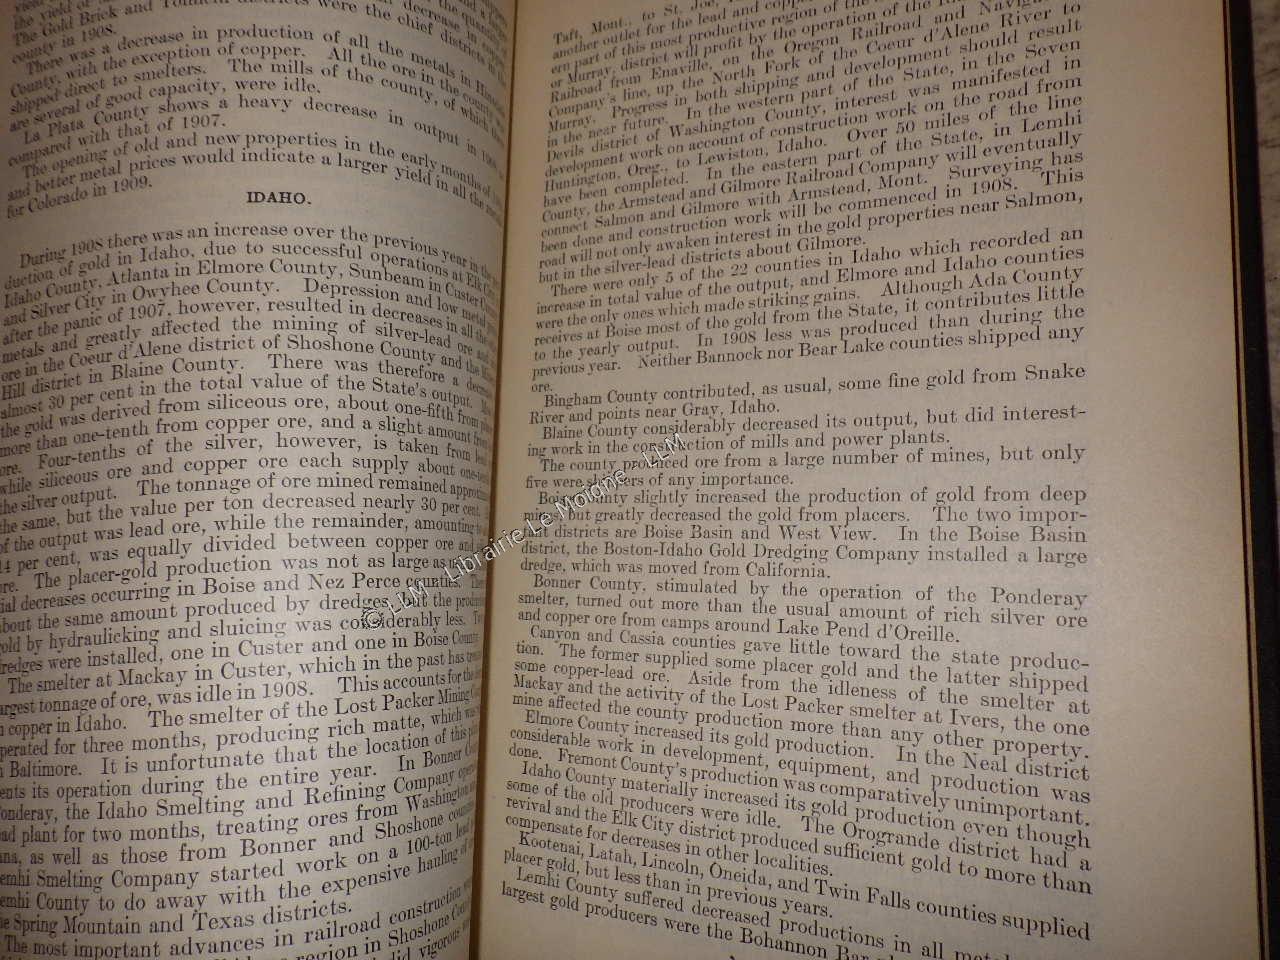 the yield of
The Gold Brick and Tomichi districts were the chief districts of the
county in 1908.
There was a decrease in production of all the metals in Hinsdale
County, with the exception of copper. All the ore in the county was
shipped direct to smelters. The mills of the county, of which there
are several of good capacity, were idle.
La Plata County shows a heavy decrease in output in 1908 as
compared with that of 1907.
The opening of old and new properties in the early months of 1909
and better metal prices would indicate a larger yield in all the metals
for Colorado in 1909.
IDAHO.
During 1908 there was an increase over the previous year in the pro-
duction of gold in Idaho, due to successful operations at Elk City,
Idaho County, Atlanta in Elmore County, Sunbeam in Custer County,
and Silver City in Owyhee County. Depression and low metal prices
after the panic of 1907, however, resulted in decreases in all the other
metals and greatly affected the mining of silver-lead ore and
ore in the Coeur d'Alene district of Shoshone County and the Mineral
Hill district in Blaine County. There was therefore a decrease
almost 30 per cent in the total value of the State's output. Most
the gold was derived from siliceous ore, about one-fifth from placers
more than one-tenth from copper ore, and a slight amount from lead
ore. Four-tenths of the silver, however, is taken from lead
while siliceous ore and copper ore each supply about one-tenth
the silver output. The tonnage of ore mined remained approximately
the same, but the value per ton decreased nearly 30 per cent.
of the output was lead ore, while the remainder, amounting to
14 per cent, was equally divided between copper ore and
ore. The placer-gold production was not as large as
ial decreases occurring in Boise and Nez Perce counties. There
about the same amount produced by dredges, but the production
gold by hydraulicking and sluicing was considerably less. Two
dredges were installed, one in Custer and one in Boise County.
The smelter at Mackay in Custer, which in the past has treated
largest tonnage of ore, was idle in 1908. This accounts for the
in copper in Idaho. The smelter of the Lost Packer Mining Company
operated for three months, producing rich matte, which was
in Baltimore. It is unfortunate that the location of this
ents its operation during the entire year. In Bonner County
Ponderay, the Idaho Smelting and Refining Company operated
ead plant for two months, treating ores from Washington and
ana, as well as those from Bonner and Shoshone counties
Lemhi Smelting Company started work on a 100-ton lead
Lemhi County to do away with the expensive hauling of
the Spring Mountain and Texas districts.
The most important advances in railroad construction were
region in Shoshone County
did vigorous
Taft, Mont., to St. Joe,
another outlet for the lead and copper
ern part of this most productive region of the
or Murray, district will profit by the operation of the Idaho
Railroad from Enaville, on the Oregon Railroad and Navigation
Company's line, up the North Fork of the Coeur d'Alene River to
Murray. Progress in both shipping and development should result
in the near future. In the western part of the State, in the Seven
Devils district of Washington County, interest was manifested in
development work on account of construction work on the road from
Huntington, Oreg., to Lewiston, Idaho. Over 50 miles of the line
have been completed. In the eastern part of the State, in Lemhi
County, the Armstead and Gilmore Railroad Company will eventually
connect Salmon and Gilmore with Armstead, Mont. Surveying has
been done and construction work will be commenced in 1908. This
road will not only awaken interest in the gold properties near Salmon,
but in the silver-lead districts about Gilmore.
There were only 5 of the 22 counties in Idaho which recorded an
increase in total value of the output, and Elmore and Idaho counties
were the only ones which made striking gains. Although Ada County
receives at Boise most of the gold from the State, it contributes little
to the yearly output. In 1908 less was produced than during the
previous year. Neither Bannock nor Bear Lake counties shipped any
ore.
Bingham County contributed, as usual, some fine gold from Snake
River and points near Gray, Idaho.
Blaine County considerably decreased its output, but did interest-
ing work in the construction of mills and power plants.
The county produced ore from a large number of mines, but only
five were shippers of any importance.
Boise County slightly increased the production of gold from deep
mines, but greatly decreased the gold from placers. The two impor-
tant districts are Boise Basin and West View. In the Boise Basin
district, the Boston-Idaho Gold Dredging Company installed a large
dredge, which was moved from California.
Bonner County, stimulated by the operation of the Ponderay
smelter, turned out more than the usual amount of rich silver ore
and copper ore from camps around Lake Pend d'Oreille.
Canyon and Cassia counties gave little toward the state produc-
tion. The former supplied some placer gold and the latter shipped
some copper-lead ore. Aside from the idleness of the smelter at
Mackay and the activity of the Lost Packer smelter at Ivers, the one
mine affected the county production more than any other property.
Elmore County increased its gold production. In the Neal district
considerable work in development, equipment, and production was
done. Fremont County's production was comparatively unimportant.
Idaho County materially increased its gold production even though
some of the old producers were idle. The Orogrande district had a
revival and the Elk City district produced sufficient gold to more than
compensate for decreases in other localities.
Kootenai, Latah, Lincoln, Oneida, and Twin Falls counties supplied
placer gold, but less than in previous years.
Lemhi County suffered decreased productions in all metals
largest gold producers were the Bohannon Bar
© LLM - Librairie Le Moigne - LLM